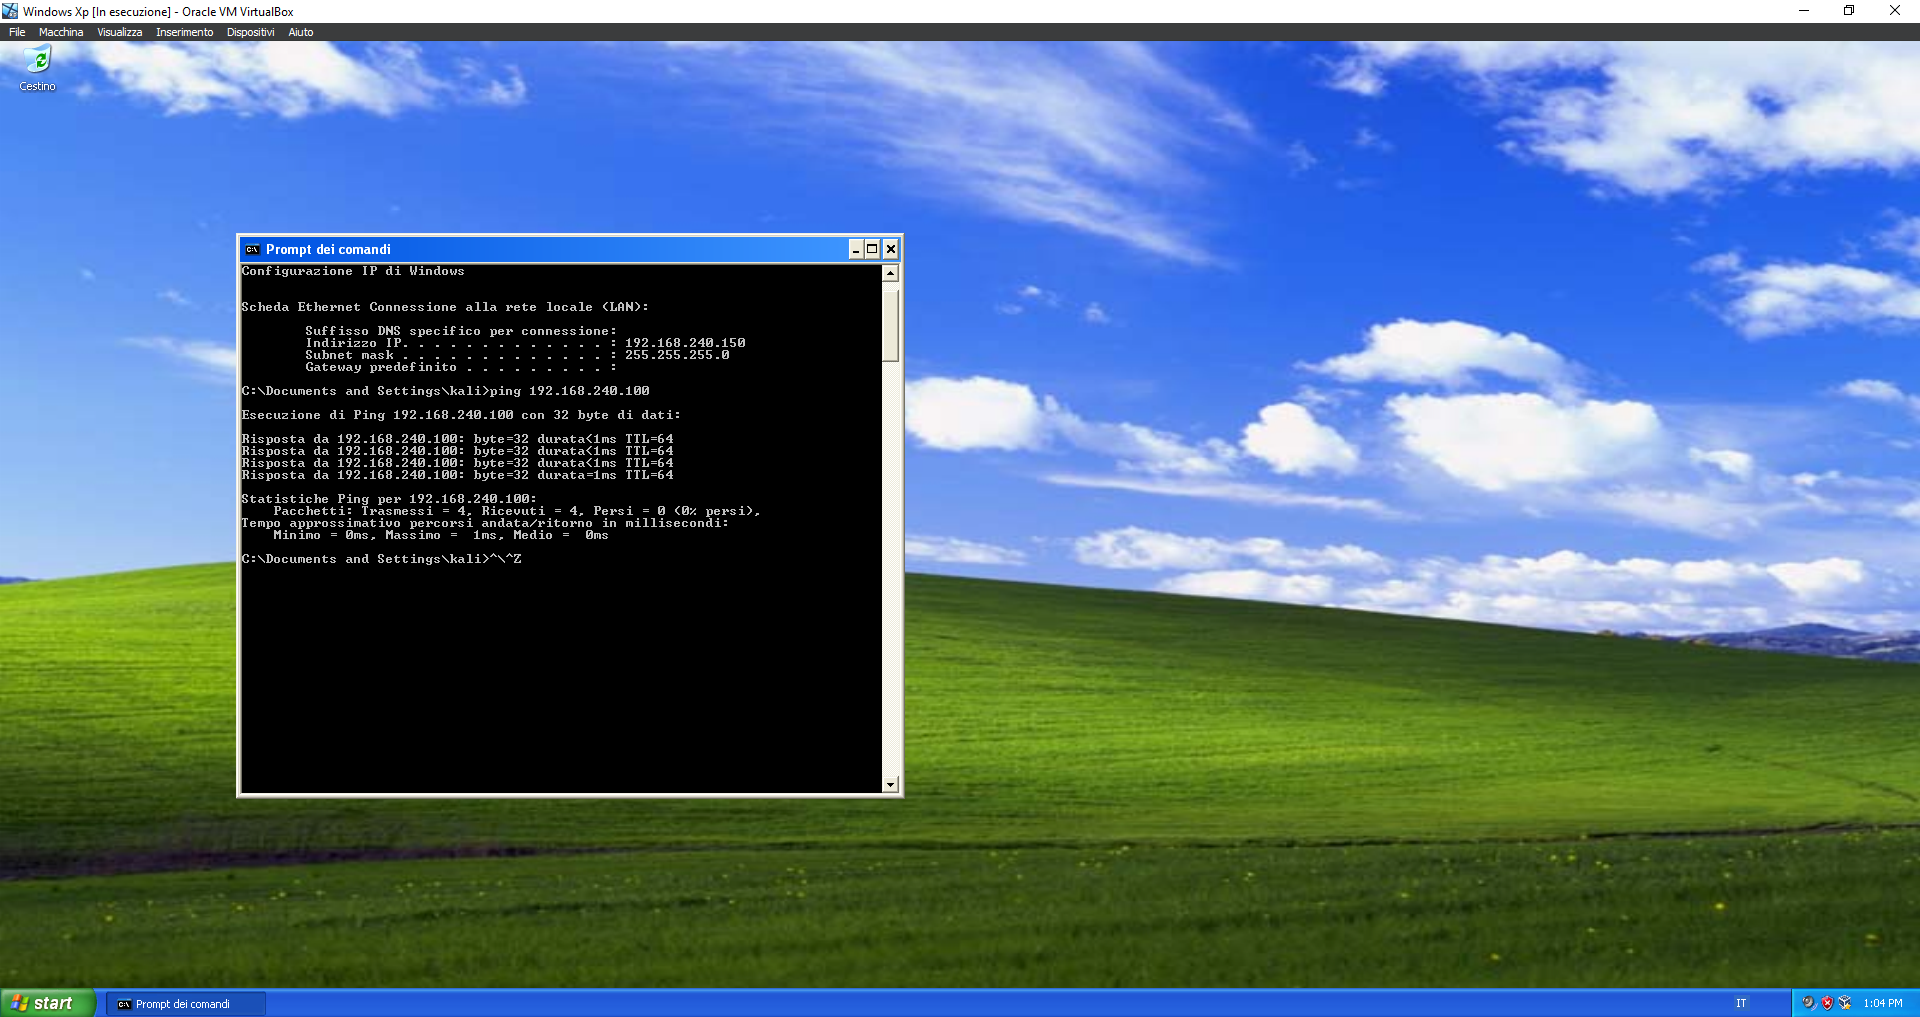 Windows Xp [In esecuzione] - Oracle VM VirtualBox
File Macchina Visualizza Inserimento Dispositivi Aiuto
Cestino
Prompt dei comandi
Configurazione IP di Windows
Scheda Ethernet Connessione alla rete locale (LAN):
Suffisso DNS specifico per connessione:
Indirizzo IP. . . . . . . . . . . . . : 192.168.240.150
Subnet mask . . . . . . . . . . . . . : 255.255.255.0
Gateway predefinito . . . . . . . . . :
C:\Documents and Settings\kali>ping 192.168.240.100
Esecuzione di Ping 192.168.240.100 con 32 byte di dati:
Risposta da 192.168.240.100: byte=32 durata<1ms TTL=64
Risposta da 192.168.240.100: byte=32 durata<1ms TTL=64
Risposta da 192.168.240.100: byte=32 durata<1ms TTL=64
Risposta da 192.168.240.100: byte=32 durata=1ms TTL=64
Statistiche Ping per 192.168.240.100:
Pacchetti: Trasmessi = 4, Ricevuti = 4, Persi = 0 (0% persi),
Tempo approssimativo percorsi andata/ritorno in millisecondi:
Minimo = 0ms, Massimo =  1ms, Medio =  0ms
C:\Documents and Settings\kali>^\^Z
start
Prompt dei comandi
IT
1:04 PM